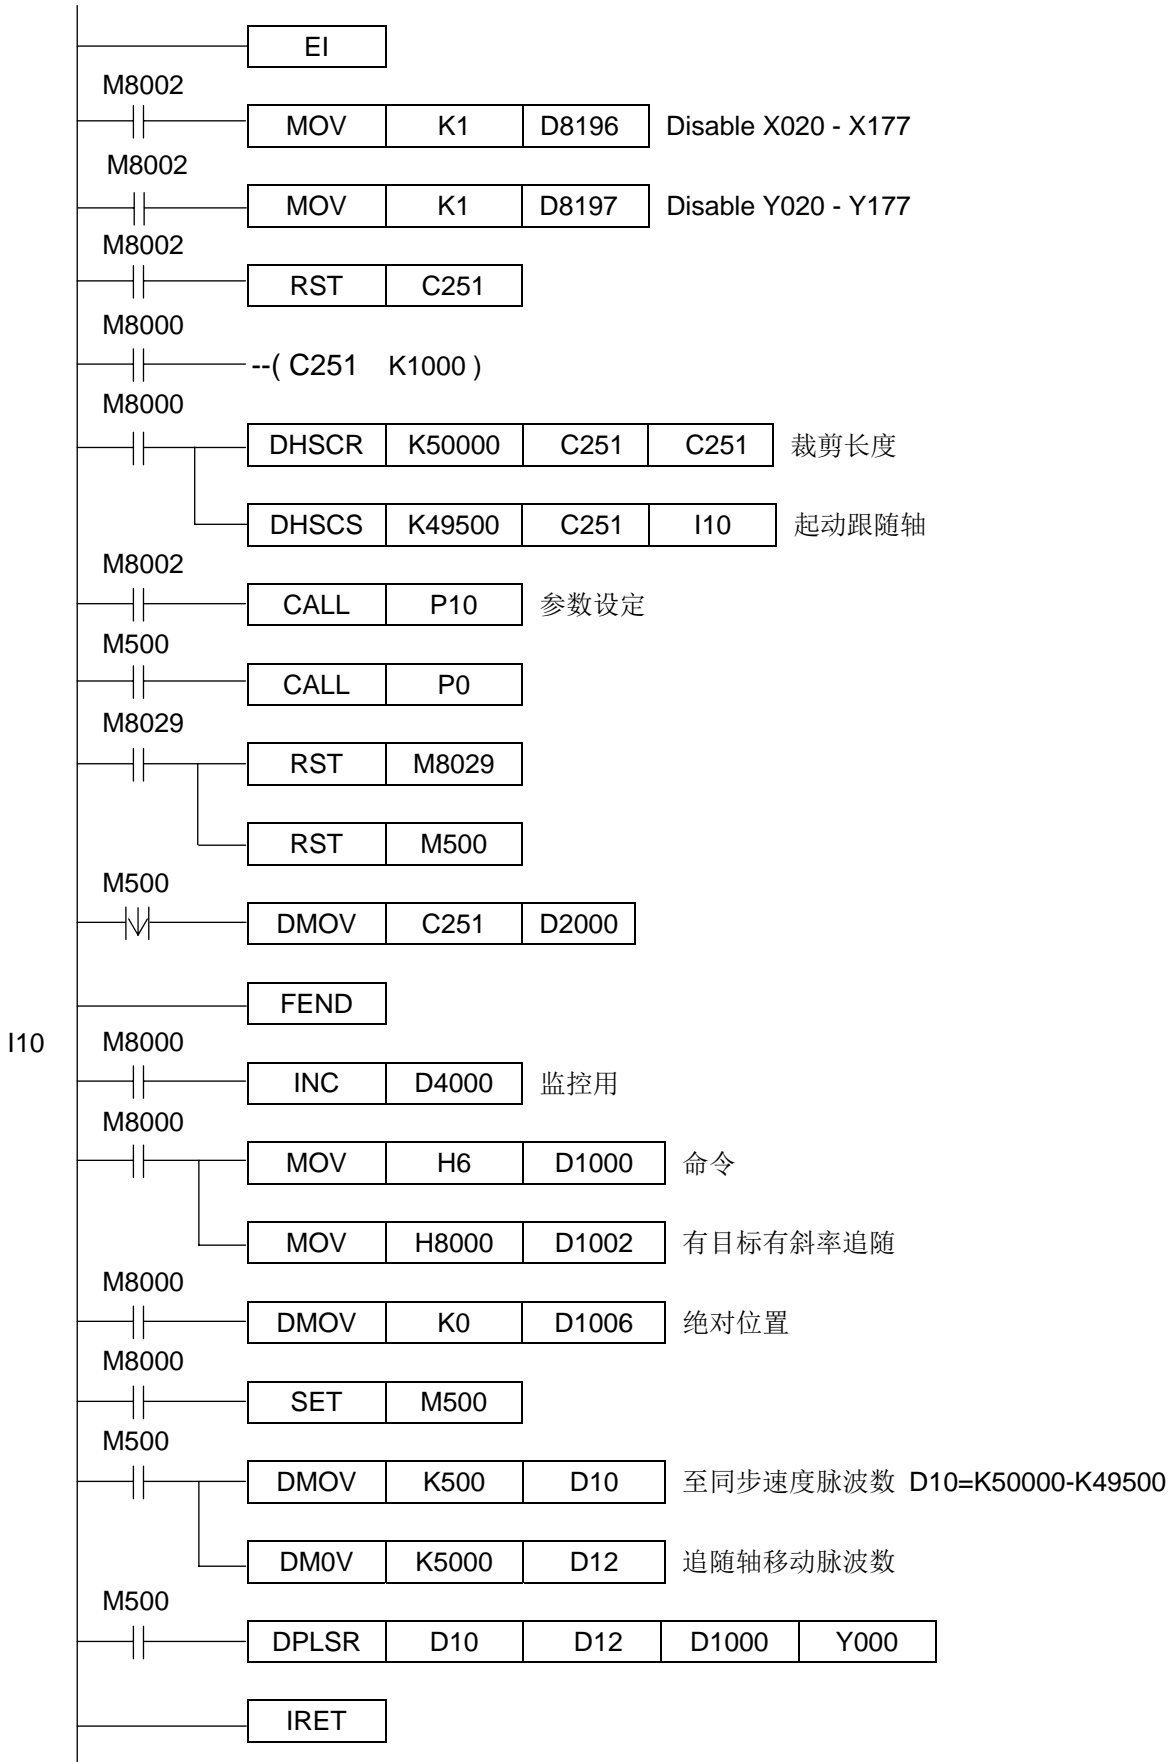 EI
M8002
MOV K1 D8196 Disable X020 - X177
M8002
MOV K1 D8197 Disable Y020 - Y177
M8002
RST C251
M8000
--( C251 K1000 )
M8000
DHSCR K50000 C251 C251 裁剪长度
DHSCS K49500 C251 I10 起动跟随轴
M8002
CALL P10 参数设定
M500
CALL P0
M8029
RST M8029
RST M500
M500
DMOV C251 D2000
FEND
I10 M8000
INC D4000 监控用
M8000
MOV H6 D1000 命令
MOV H8000 D1002 有目标有斜率追随
M8000
DMOV K0 D1006 绝对位置
M8000
SET M500
M500
DMOV K500 D10 至同步速度脉波数 D10=K50000-K49500
DM0V K5000 D12 追随轴移动脉波数
M500
DPLSR D10 D12 D1000 Y000
IRET